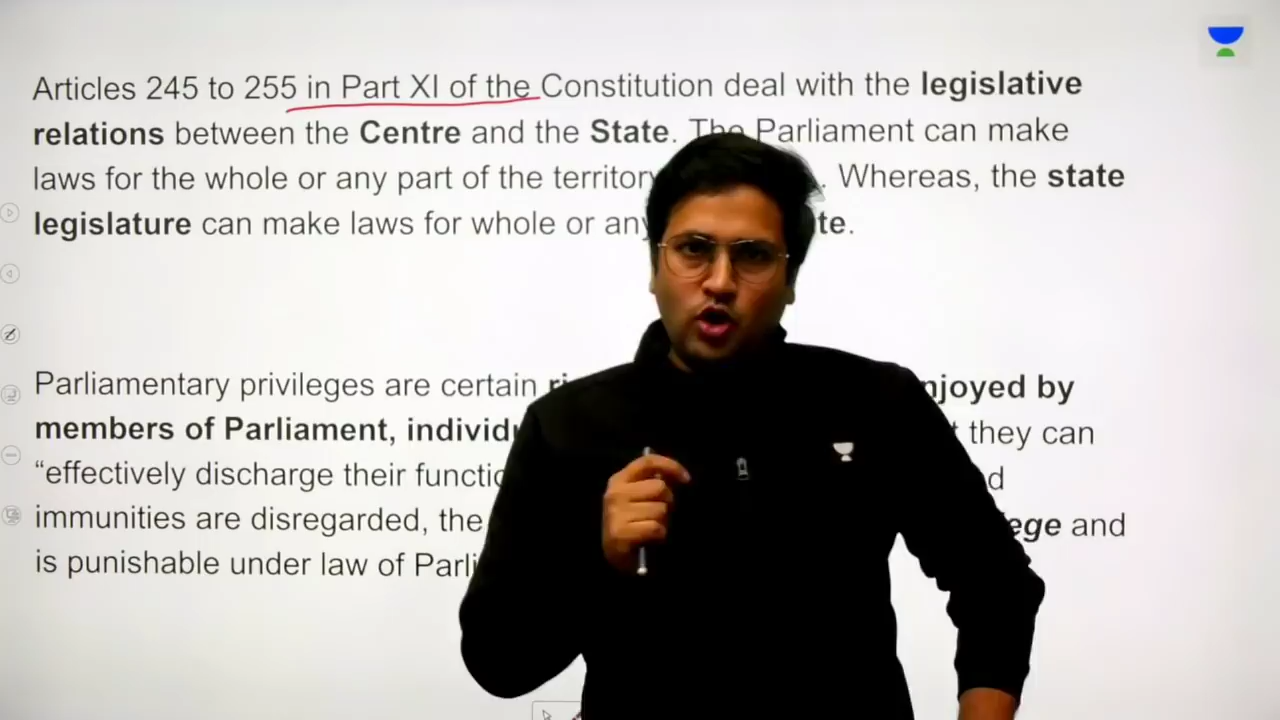 Articles 245 to 255 in Part XI of the Constitution deal with the legislative
relations between the Centre and the State. The Parliament can make
laws for the whole or any part of the territory . Whereas, the state
legislature can make laws for whole or any te.
Parliamentary privileges are certain njoyed by
members of Parliament, individu they can
“effectively discharge their functio d
immunities are disregarded, the ege and
is punishable under law of Parli